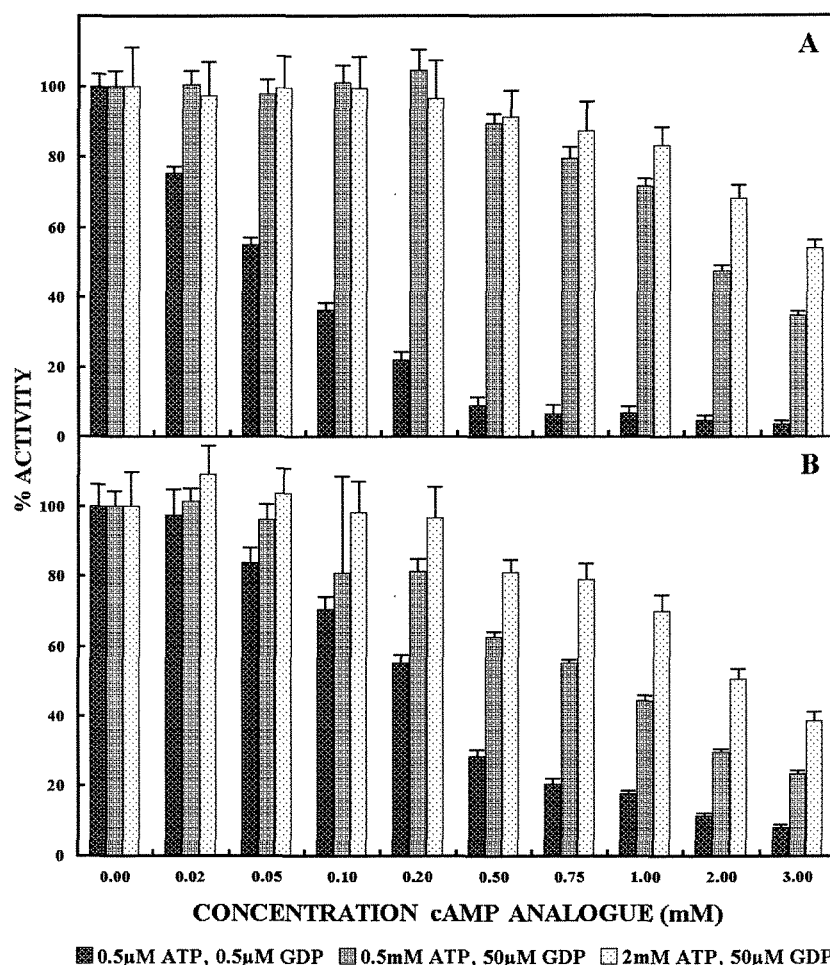 A
100
80
60
40
20
0
B
100
80
60
40
20
0
% ACTIVITY
0.00 0.02 0.05 0.10 0.20 0.50 0.75 1.00 2.00 3.00
CONCENTRATION cAMP ANALOGUE (mM)
0.5µM ATP, 0.5µM GDP 0.5mM ATP, 50µM GDP 2mM ATP, 50µM GDP